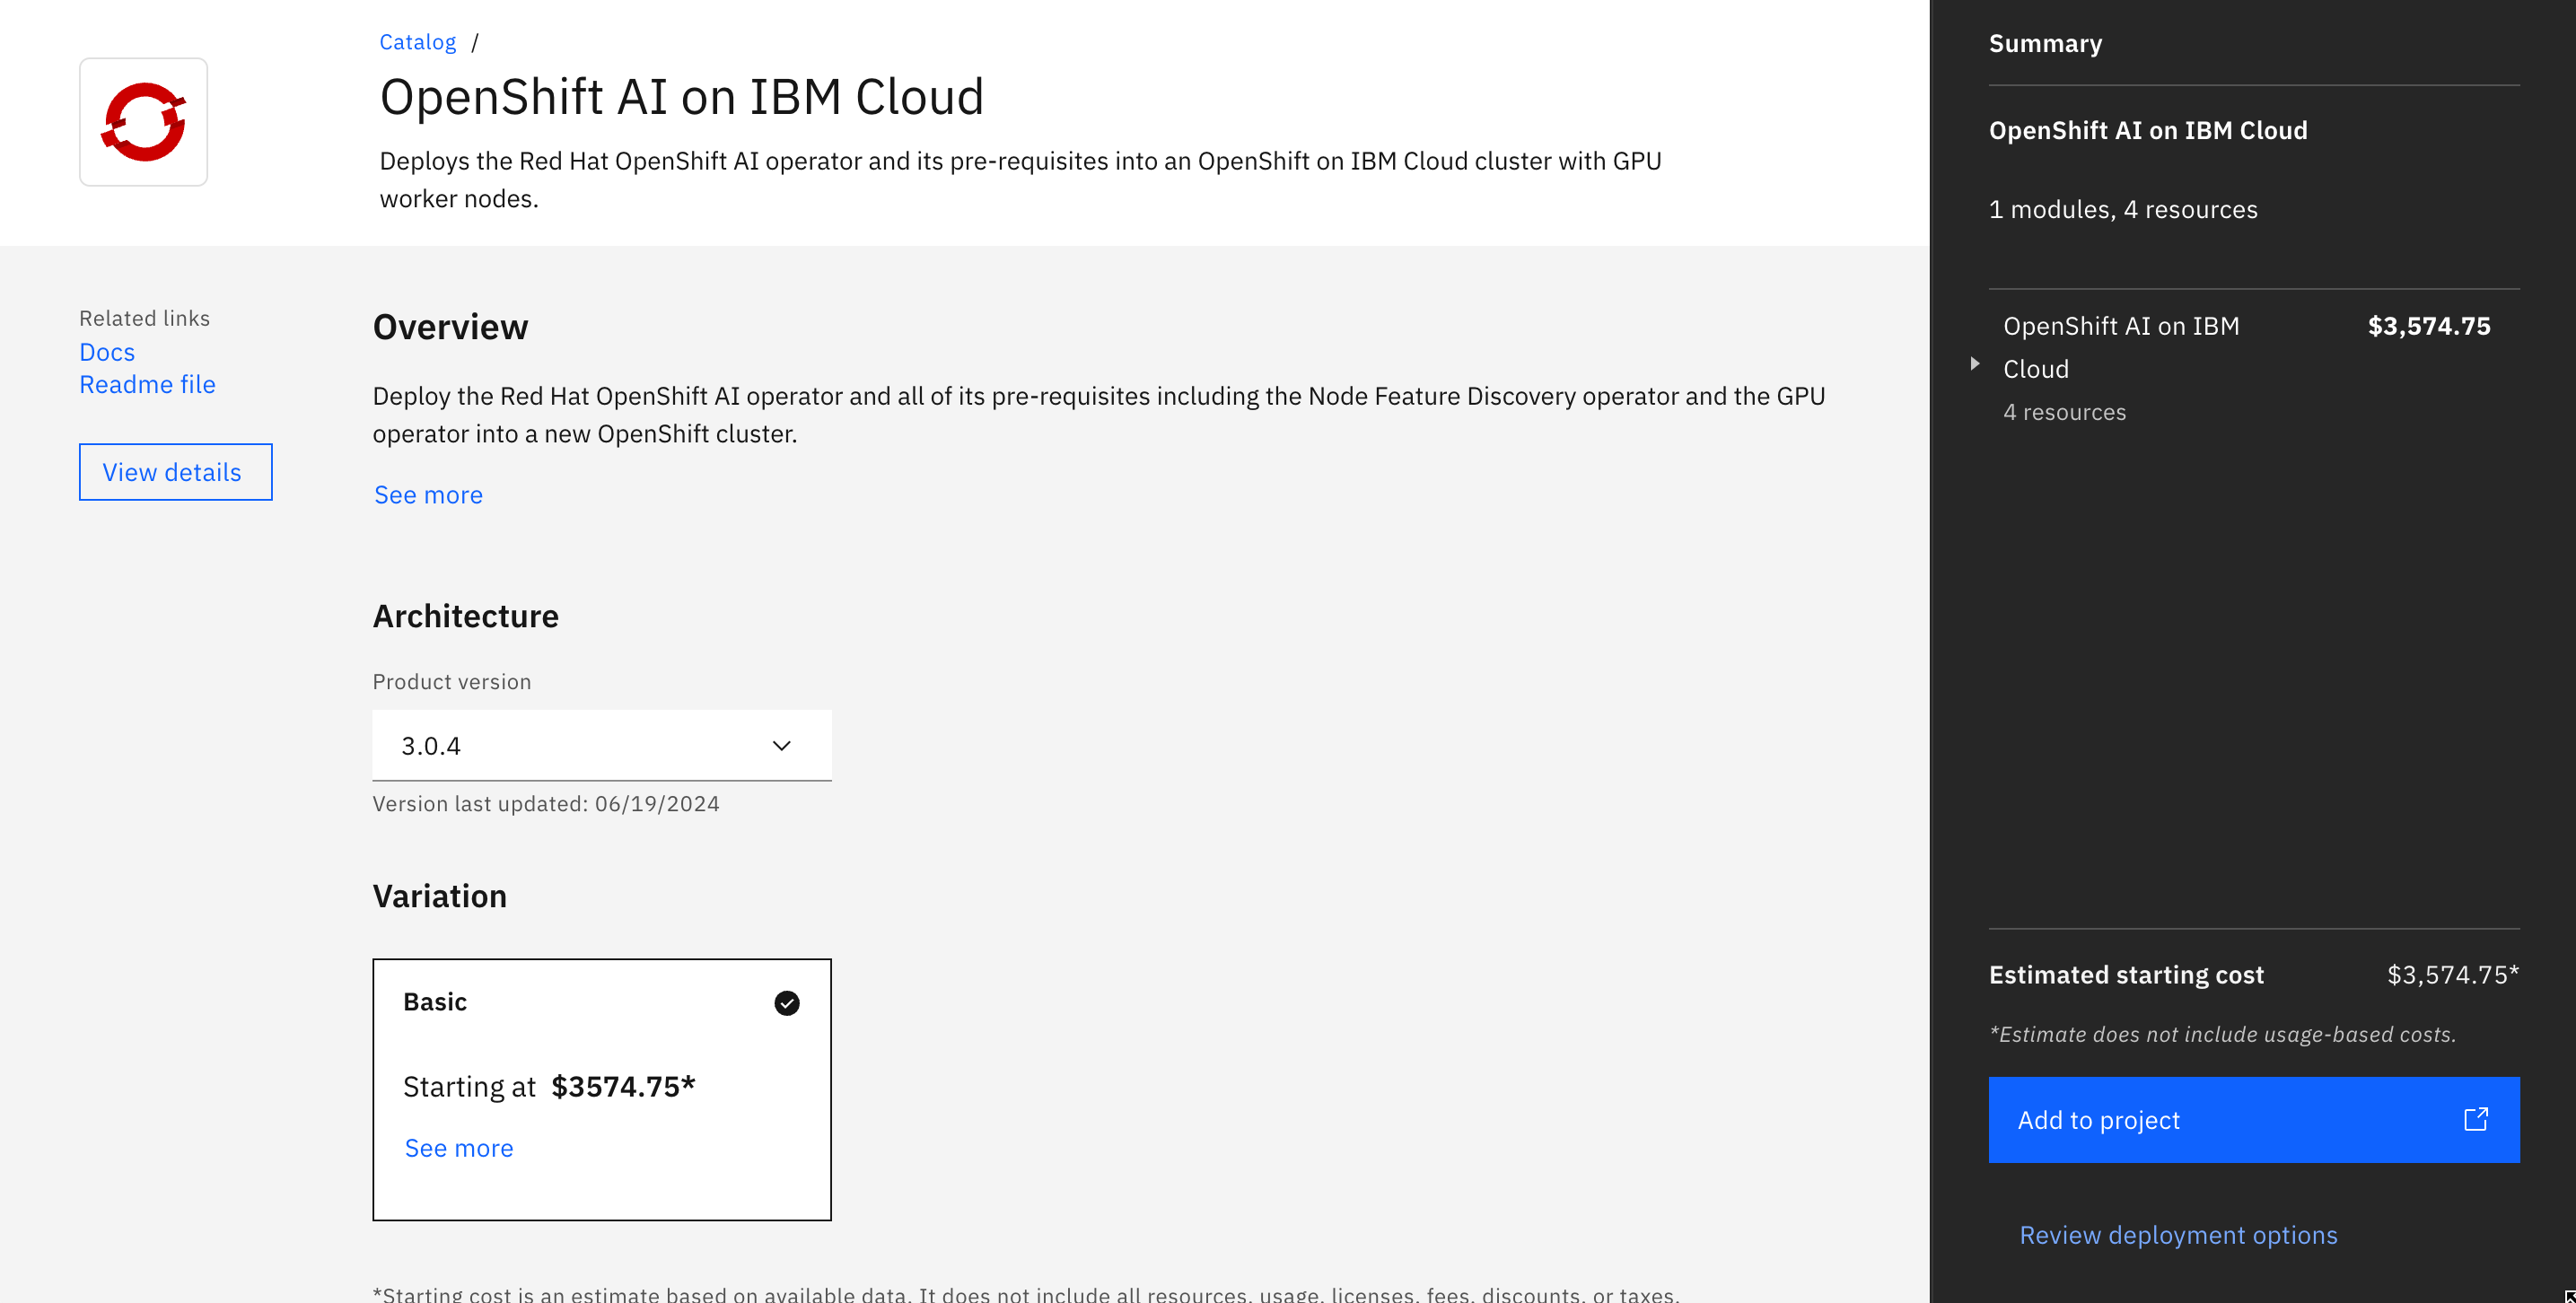 Catalog /
OpenShift AI on IBM Cloud
Deploys the Red Hat OpenShift AI operator and its pre-requisites into an OpenShift on IBM Cloud cluster with GPU
worker nodes.
Related links
Docs
Readme file
View details
Overview
Deploy the Red Hat OpenShift AI operator and all of its pre-requisites including the Node Feature Discovery operator and the GPU
operator into a new OpenShift cluster.
See more
Architecture
Product version
3.0.4
Version last updated: 06/19/2024
Variation
Basic
Starting at $3574.75*
See more
*Starting cost is an estimate based on available data. It does not include all resources, usage, licenses, fees, discounts, or taxes.
Summary
OpenShift AI on IBM Cloud
1 modules, 4 resources
OpenShift AI on IBM $3,574.75
Cloud
4 resources
Estimated starting cost $3,574.75*
*Estimate does not include usage-based costs.
Add to project
Review deployment options